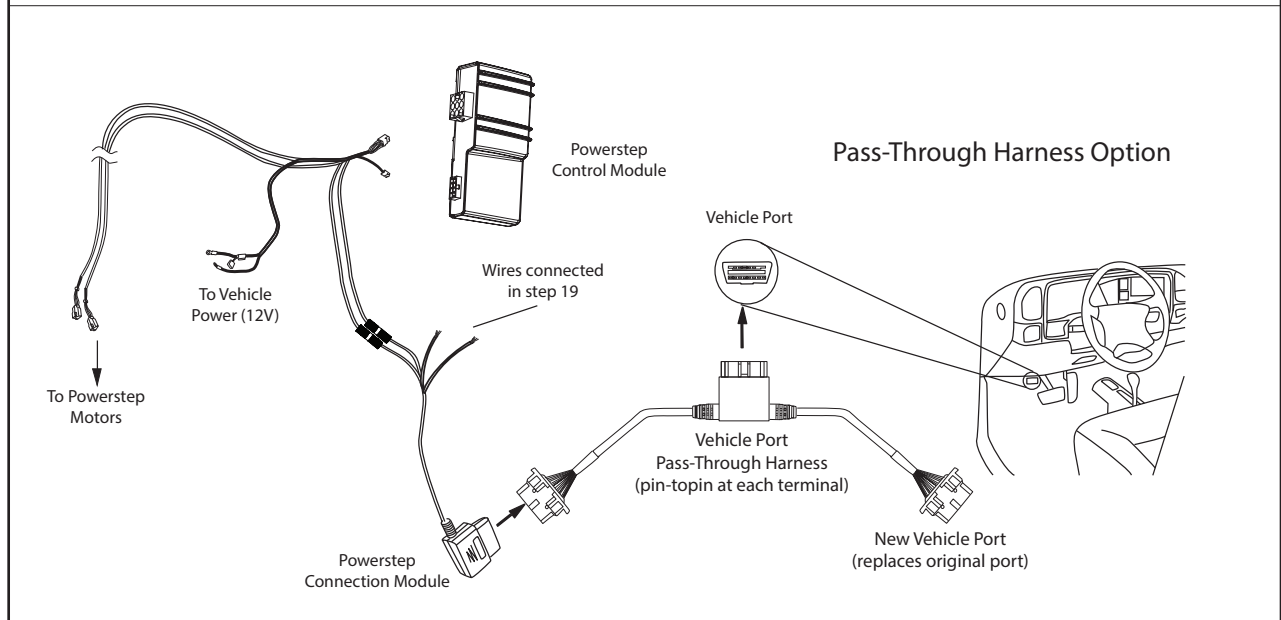 Pass-Through Harness Option
Powerstep
Control Module
Vehicle Port
Wires connected
in step 19
To Vehicle
Power (12V)
To Powerstep
Motors
Vehicle Port
Pass-Through Harness
(pin-topin at each terminal)
New Vehicle Port
(replaces original port)
Powerstep
Connection Module